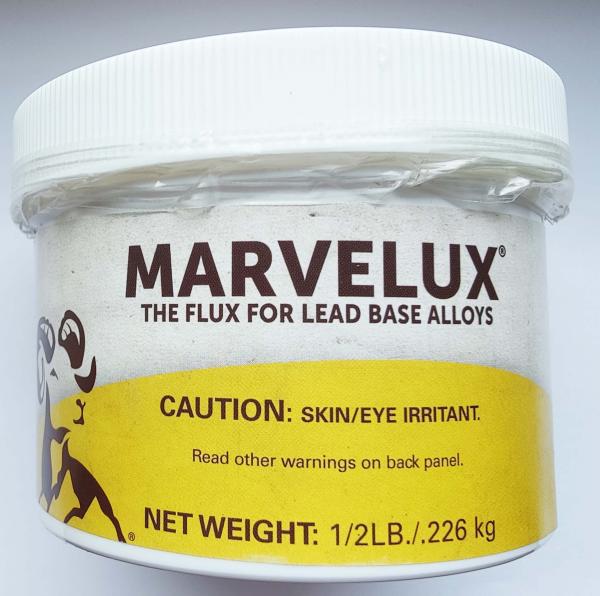 MARVELUX®
THE FLUX FOR LEAD BASE ALLOYS
CAUTION: SKIN/EYE IRRITANT.
Read other warnings on back panel.
®
NET WEIGHT: 1/2LB./.226 kg